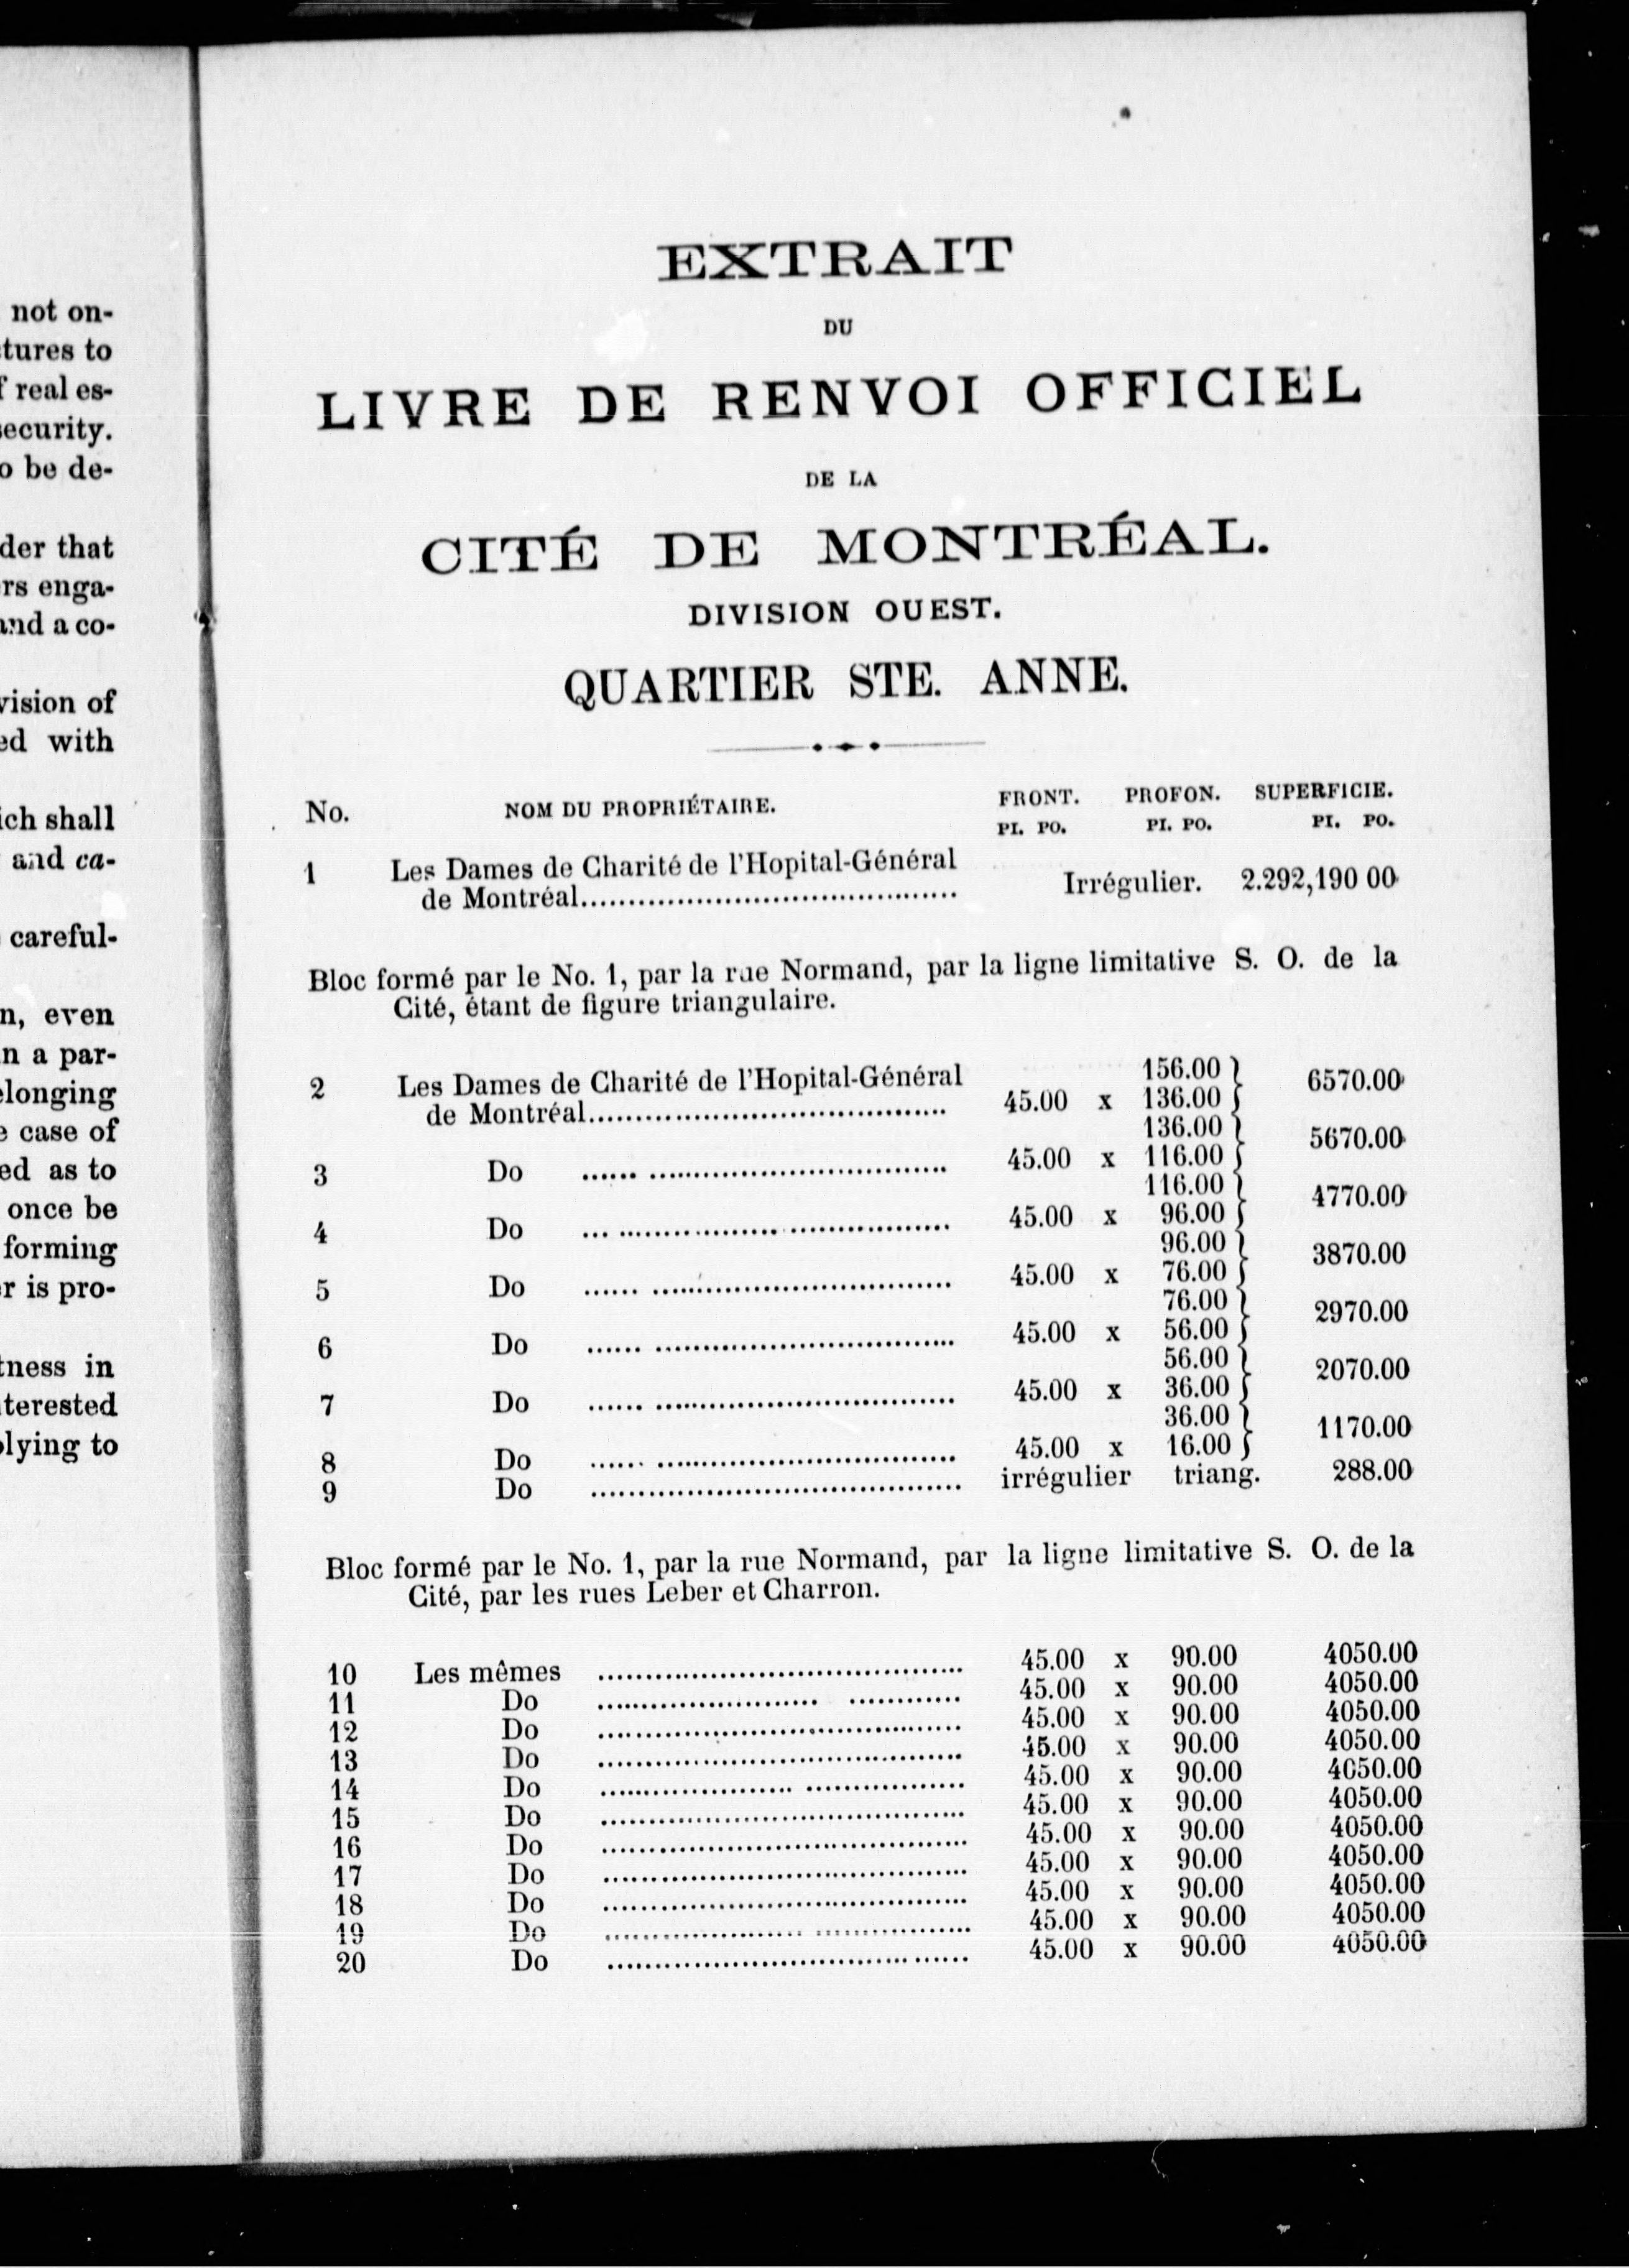 not on-
tures to
f real es-
security.
o be de-
der that
rs enga-
and a co-
vision of
ed with
ich shall
and ca-
careful-
n, even
n a par-
elonging
e case of
ed as to
once be
forming
r is pro-
tness in
terested
plying to
EXTRAIT
DU
LIVRE DE RENVOI OFFICIEL
DE LA
CITÉ DE MONTRÉAL.
DIVISION OUEST.
QUARTIER STE. ANNE.
No. NOM DU PROPRIÉTAIRE. FRONT. PROFON. SUPERFICIE.
PI. PO. PI. PO. PI. PO.
1 Les Dames de Charité de l'Hopital-Général
de Montréal........................................ Irrégulier. 2.292,190 00
Bloc formé par le No. 1, par la rue Normand, par la ligne limitative S. O. de la
Cité, étant de figure triangulaire.
2 Les Dames de Charité de l'Hopital-Général 156.00 } 6570.00
de Montréal...................................... 45.00 x 136.00 }
136.00 } 5670.00
3 Do ...................................... 45.00 x 116.00 }
116.00 } 4770.00
4 Do ...................................... 45.00 x 96.00 }
96.00 } 3870.00
5 Do ...................................... 45.00 x 76.00 }
76.00 } 2970.00
6 Do ...................................... 45.00 x 56.00 }
56.00 } 2070.00
7 Do ...................................... 45.00 x 36.00 }
36.00 } 1170.00
8 Do ...................................... 45.00 x 16.00 }
9 Do ...................................... irrégulier triang. 288.00
Bloc formé par le No. 1, par la rue Normand, par la ligne limitative S. O. de la
Cité, par les rues Leber et Charron.
10 Les mêmes ...................................... 45.00 x 90.00 4050.00
11 Do ...................................... 45.00 x 90.00 4050.00
12 Do ...................................... 45.00 x 90.00 4050.00
13 Do ...................................... 45.00 x 90.00 4050.00
14 Do ...................................... 45.00 x 90.00 4050.00
15 Do ...................................... 45.00 x 90.00 4050.00
16 Do ...................................... 45.00 x 90.00 4050.00
17 Do ...................................... 45.00 x 90.00 4050.00
18 Do ...................................... 45.00 x 90.00 4050.00
19 Do ...................................... 45.00 x 90.00 4050.00
20 Do ...................................... 45.00 x 90.00 4050.00